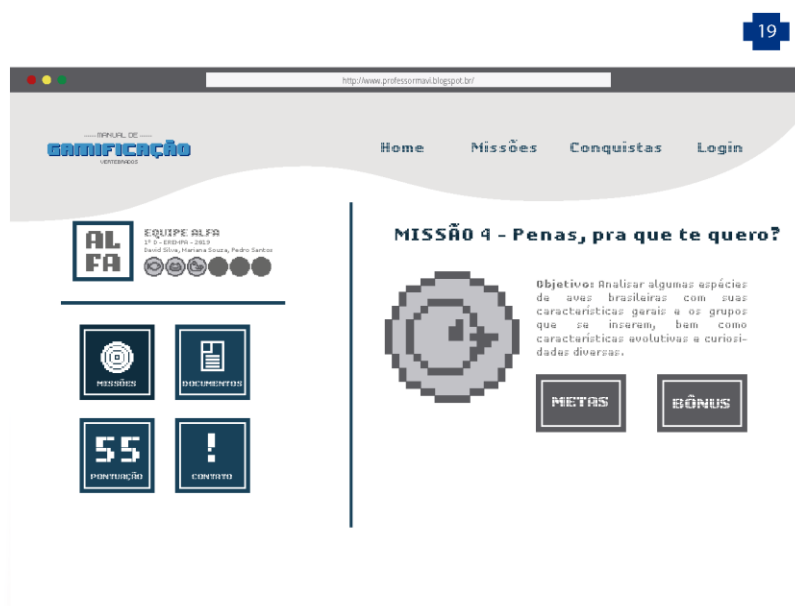 19
http://www.professormavi.blogspot.br/
MANUAL DE
GAMIFICAÇÃO
VERTEBRADOS
Home Missões Conquistas Login
AL
FA
EQUIPE ALFA
David Silva, Mariana Souza, Pedro Santos
MISSÕES
DOCUMENTOS
55
PONTUAÇÃO
!
CONTATO
MISSÃO 4 - Penas, pra que te quero?
Objetivo: Analisar algumas espécies
de aves brasileiras com suas
características gerais e os grupos
que se inserem, bem como
características evolutivas e curiosi-
dades diversas.
METAS
BÔNUS